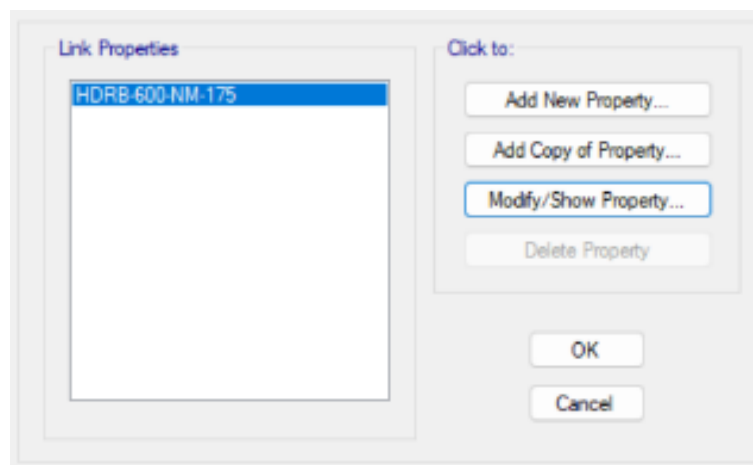 Link Properties
HDRB-600-NM-175
Click to:
Add New Property...
Add Copy of Property...
Modify/Show Property...
Delete Property
OK
Cancel